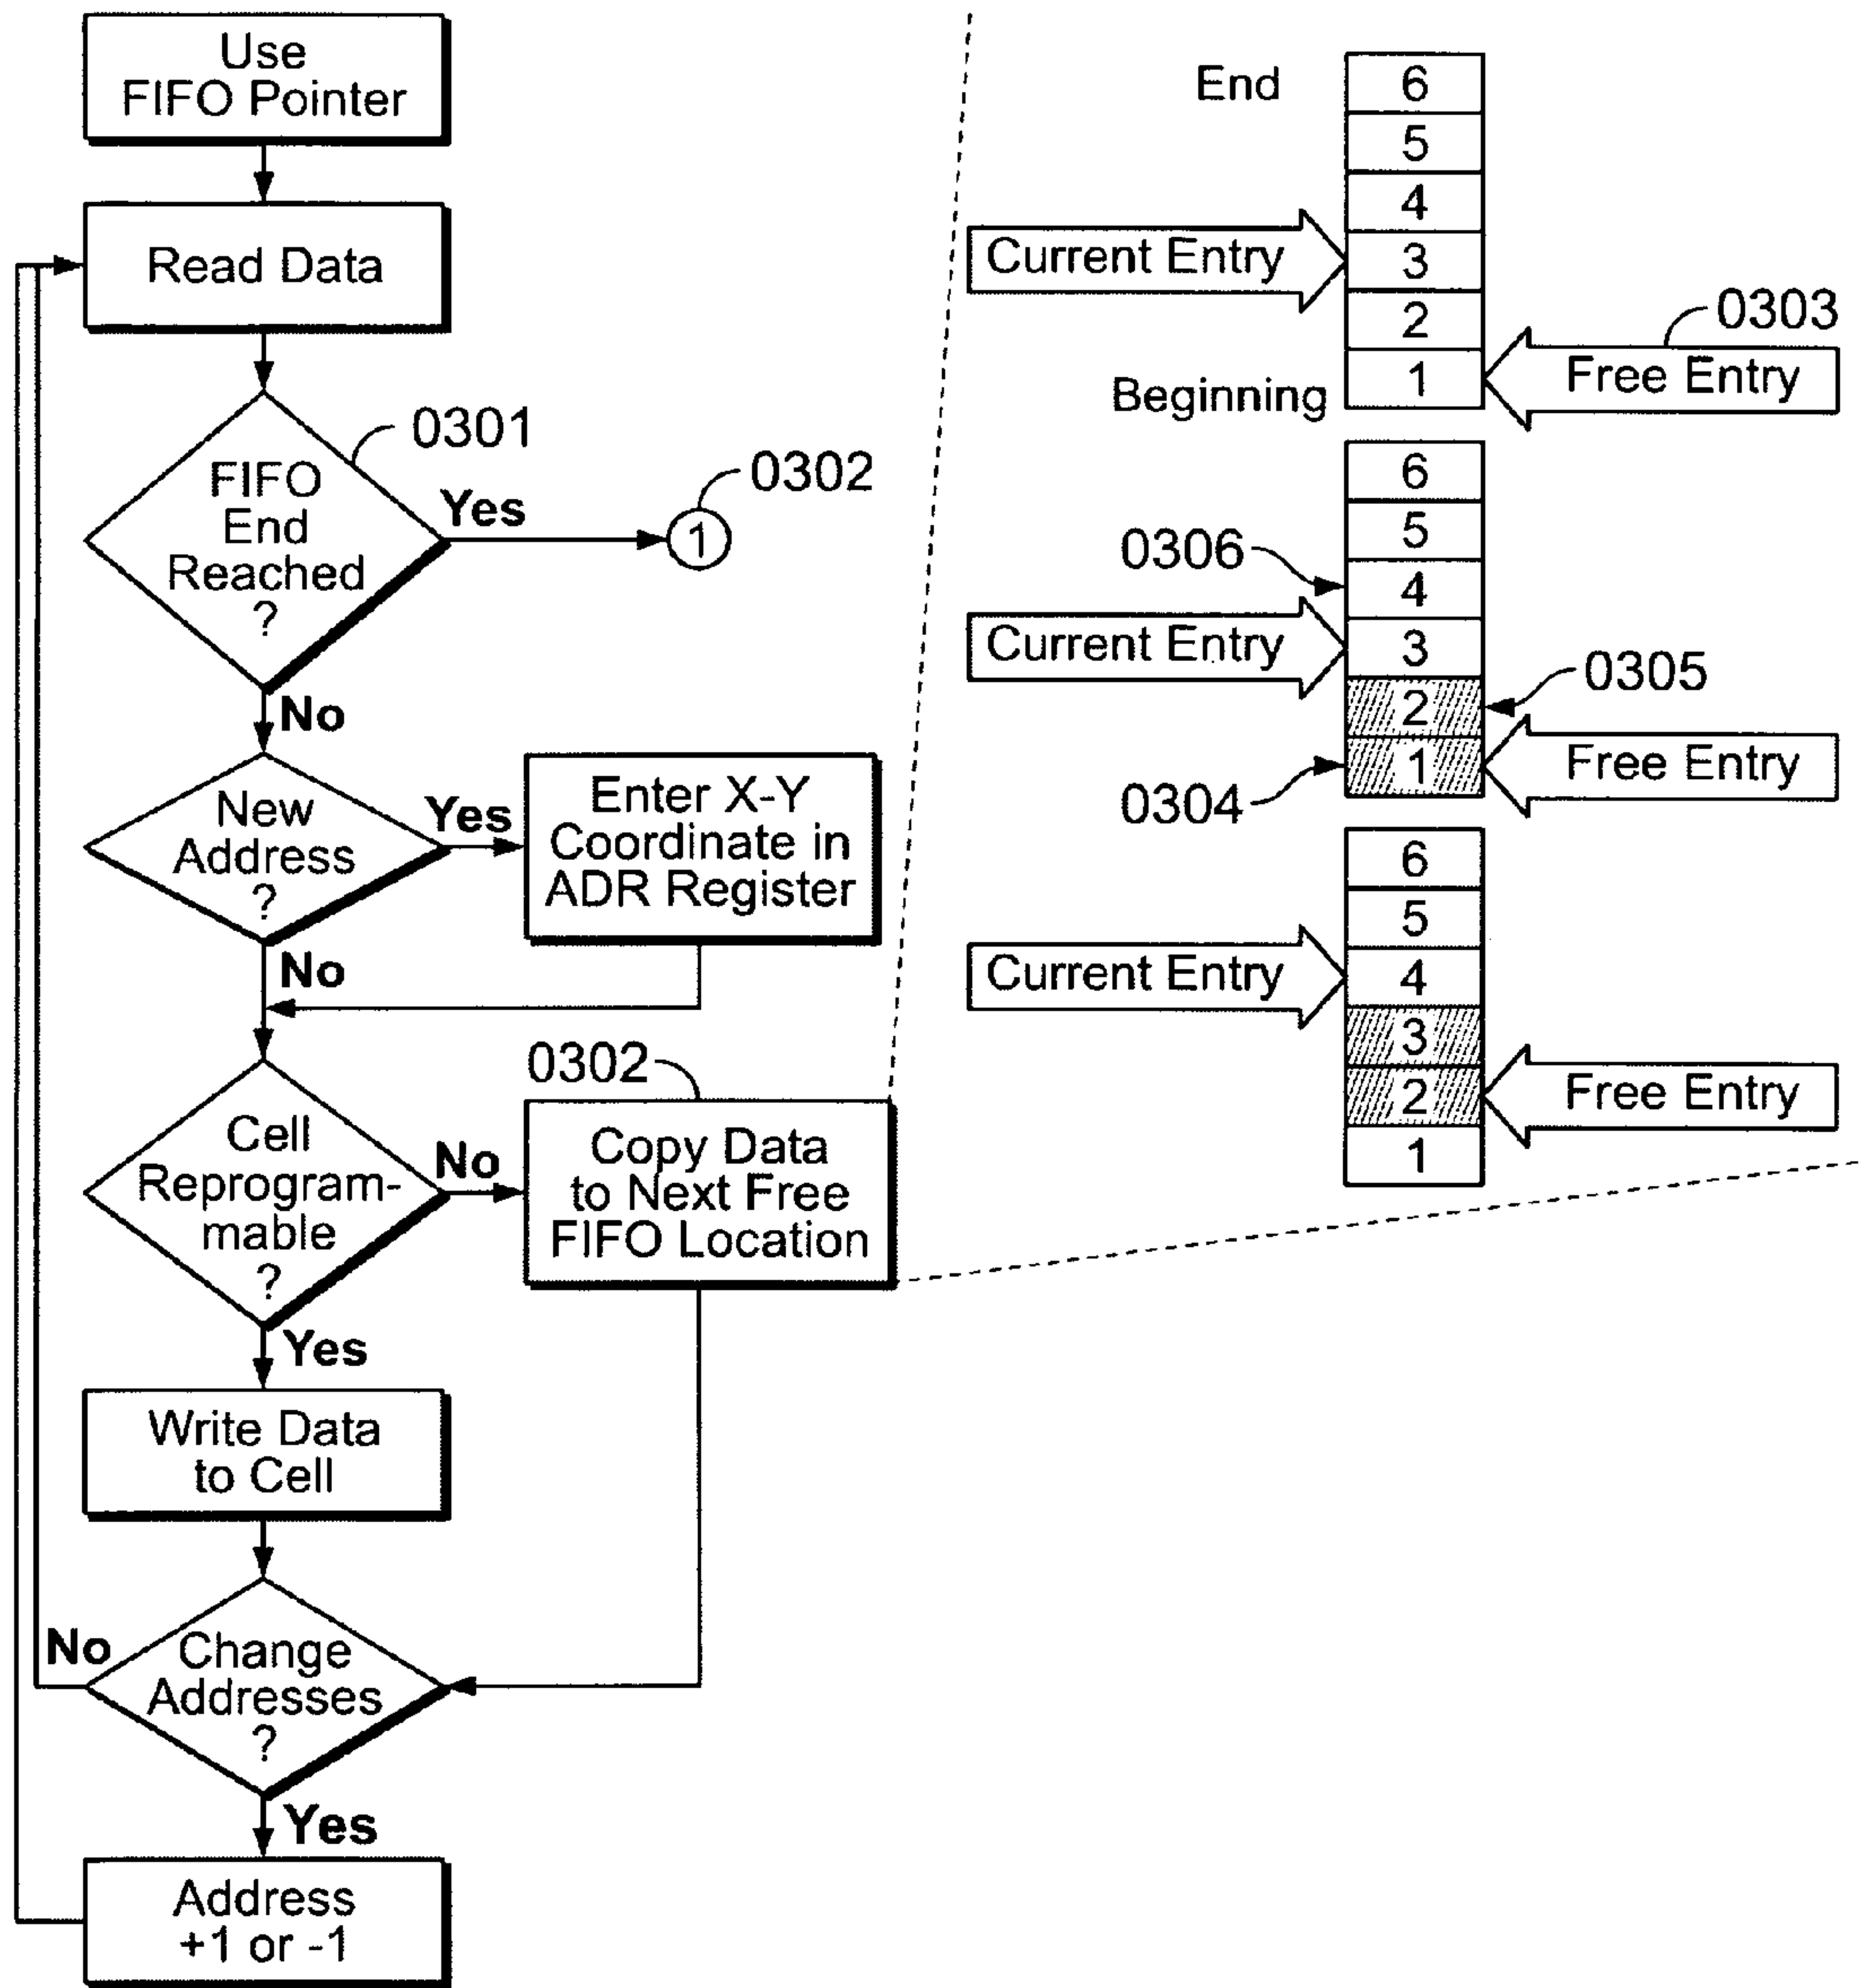 Use
FIFO Pointer
Read Data
0301
FIFO
End
Reached
?
Yes
0302
1
No
New
Address
?
Yes
Enter X-Y
Coordinate in
ADR Register
No
Cell
Reprogram-
mable
?
No
0302
Copy Data
to Next Free
FIFO Location
Yes
Write Data
to Cell
No
Change
Addresses
?
Yes
Address
+1 or -1
End
6
5
4
Current Entry
3
2
0303
Beginning
1
Free Entry
6
5
0306
4
Current Entry
3
0305
2
0304
1
Free Entry
6
5
Current Entry
4
3
2
Free Entry
1